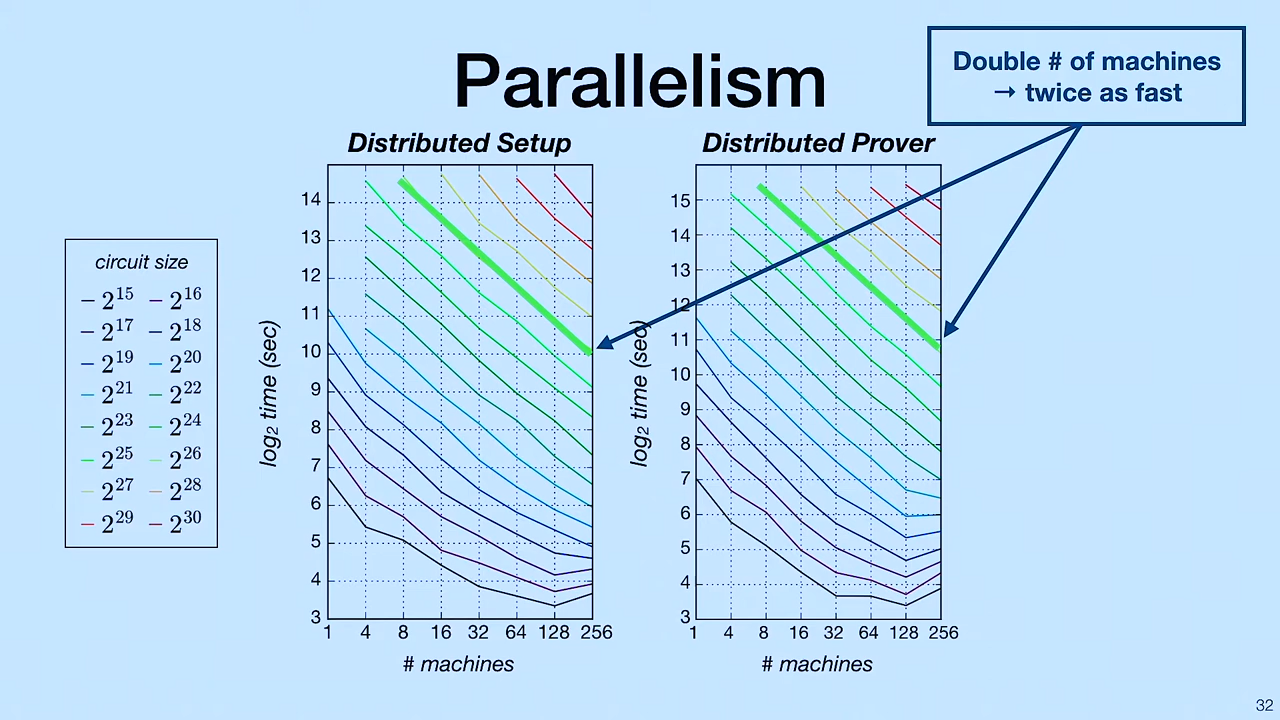 Parallelism
Double # of machines
→ twice as fast
Distributed Setup
Distributed Prover
circuit size
2^15 2^16
2^17 2^18
2^19 2^20
2^21 2^22
2^23 2^24
2^25 2^26
2^27 2^28
2^29 2^30
log₂ time (sec)
14
13
12
11
10
9
8
7
6
5
4
3
1 4 8 16 32 64 128 256
# machines
log₂ time (sec)
15
14
13
12
11
10
9
8
7
6
5
4
3
1 4 8 16 32 64 128 256
# machines
32